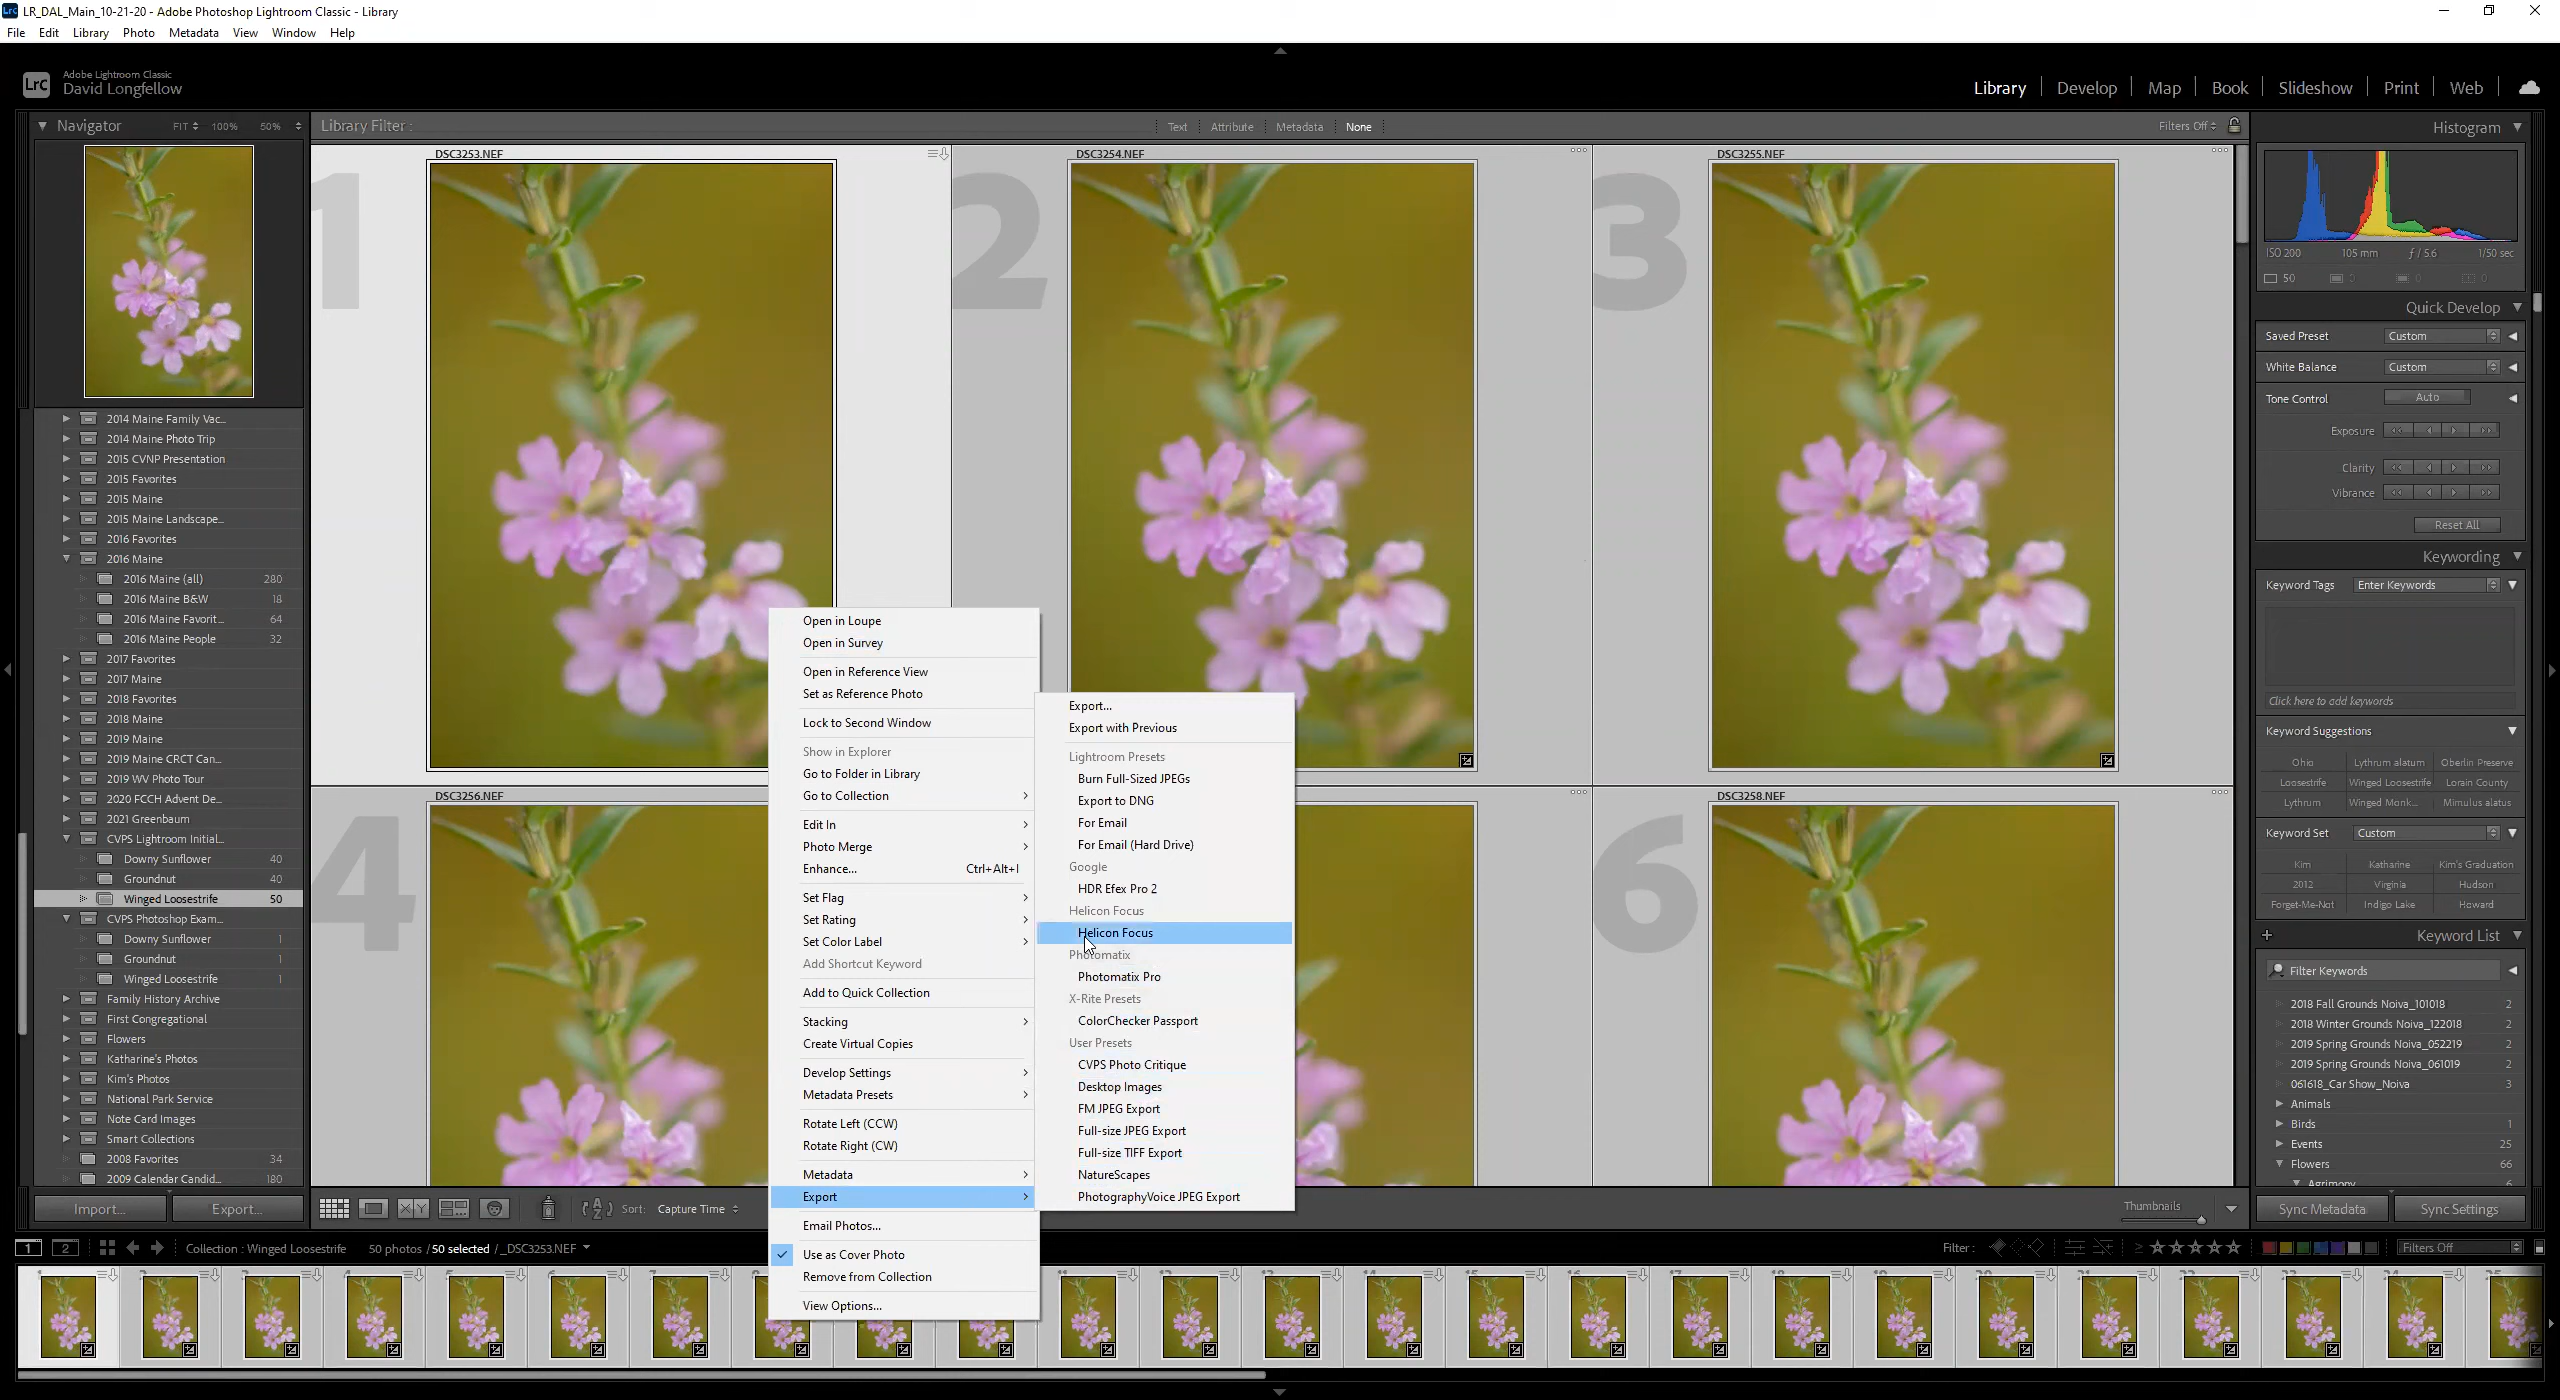 LR_DAL_Main_10-21-20 - Adobe Photoshop Lightroom Classic - Library
File Edit Library Photo Metadata View Window Help
LrC
Adobe Lightroom Classic
David Longfellow
Library Develop Map Book Slideshow Print Web
Navigator FIT 100% 50%
Library Filter : Text Attribute Metadata None Filters Off
Histogram
DSC3253.NEF
DSC3254.NEF
DSC3255.NEF
1
2
3
ISO 200 105 mm ƒ / 5.6 1/50 sec
50
Quick Develop
Saved Preset Custom
White Balance Custom
Tone Control Auto
Exposure
Clarity
Vibrance
Reset All
Keywording
Keyword Tags Enter Keywords
Click here to add keywords
Keyword Suggestions
Ohio Lythrum alatum Oberlin Preserve
Loosestrife Winged Loosestrife Lorain County
Lythrum Winged Monk... Mimulus alatus
Keyword Set Custom
Kim Katharine Kim's Graduation
2012 Virginia Hudson
Forget-Me-Not Indigo Lake Howard
Keyword List
Filter Keywords
2018 Fall Grounds Noiva_101018 2
2018 Winter Grounds Noiva_122018 2
2019 Spring Grounds Noiva_052219 2
2019 Spring Grounds Noiva_061019 2
061618_Car Show_Noiva 3
Animals
Birds 1
Events 25
Flowers 66
Agrimony 6
Sync Metadata Sync Settings
2014 Maine Family Vac...
2014 Maine Photo Trip
2015 CVNP Presentation
2015 Favorites
2015 Maine
2015 Maine Landscape...
2016 Favorites
2016 Maine
2016 Maine (all) 280
2016 Maine B&W 18
2016 Maine Favorit... 64
2016 Maine People 32
2017 Favorites
2017 Maine
2018 Favorites
2018 Maine
2019 Maine
2019 Maine CRCT Can...
2019 WV Photo Tour
2020 FCCH Advent De...
2021 Greenbaum
CVPS Lightroom Initial...
Downy Sunflower 40
Groundnut 40
Winged Loosestrife 50
CVPS Photoshop Exam...
Downy Sunflower 1
Groundnut 1
Winged Loosestrife 1
Family History Archive
First Congregational
Flowers
Katharine's Photos
Kim's Photos
National Park Service
Note Card Images
Smart Collections
2008 Favorites 34
2009 Calendar Candid... 180
Import... Export...
DSC3256.NEF
DSC3258.NEF
4
6
Open in Loupe
Open in Survey
Open in Reference View
Set as Reference Photo
Lock to Second Window
Show in Explorer
Go to Folder in Library
Go to Collection
Edit In
Photo Merge
Enhance... Ctrl+Alt+I
Set Flag
Set Rating
Set Color Label
Add Shortcut Keyword
Add to Quick Collection
Stacking
Create Virtual Copies
Develop Settings
Metadata Presets
Rotate Left (CCW)
Rotate Right (CW)
Metadata
Export
Email Photos...
Use as Cover Photo
Remove from Collection
View Options...
Export...
Export with Previous
Lightroom Presets
Burn Full-Sized JPEGs
Export to DNG
For Email
For Email (Hard Drive)
Google
HDR Efex Pro 2
Helicon Focus
Helicon Focus
Photomatix
Photomatix Pro
X-Rite Presets
ColorChecker Passport
User Presets
CVPS Photo Critique
Desktop Images
FM JPEG Export
Full-size JPEG Export
Full-size TIFF Export
NatureScapes
PhotographyVoice JPEG Export
Sort: Capture Time
Thumbnails
1 2 Collection : Winged Loosestrife 50 photos / 50 selected / _DSC3253.NEF
Filter : Filters Off